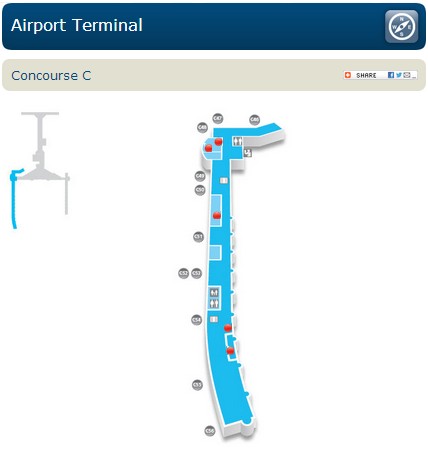 Airport Terminal
N
W E
S
Concourse C
SHARE
C47
C48
C46
C49
C50
C51
C52 C53
C54
C55
C56